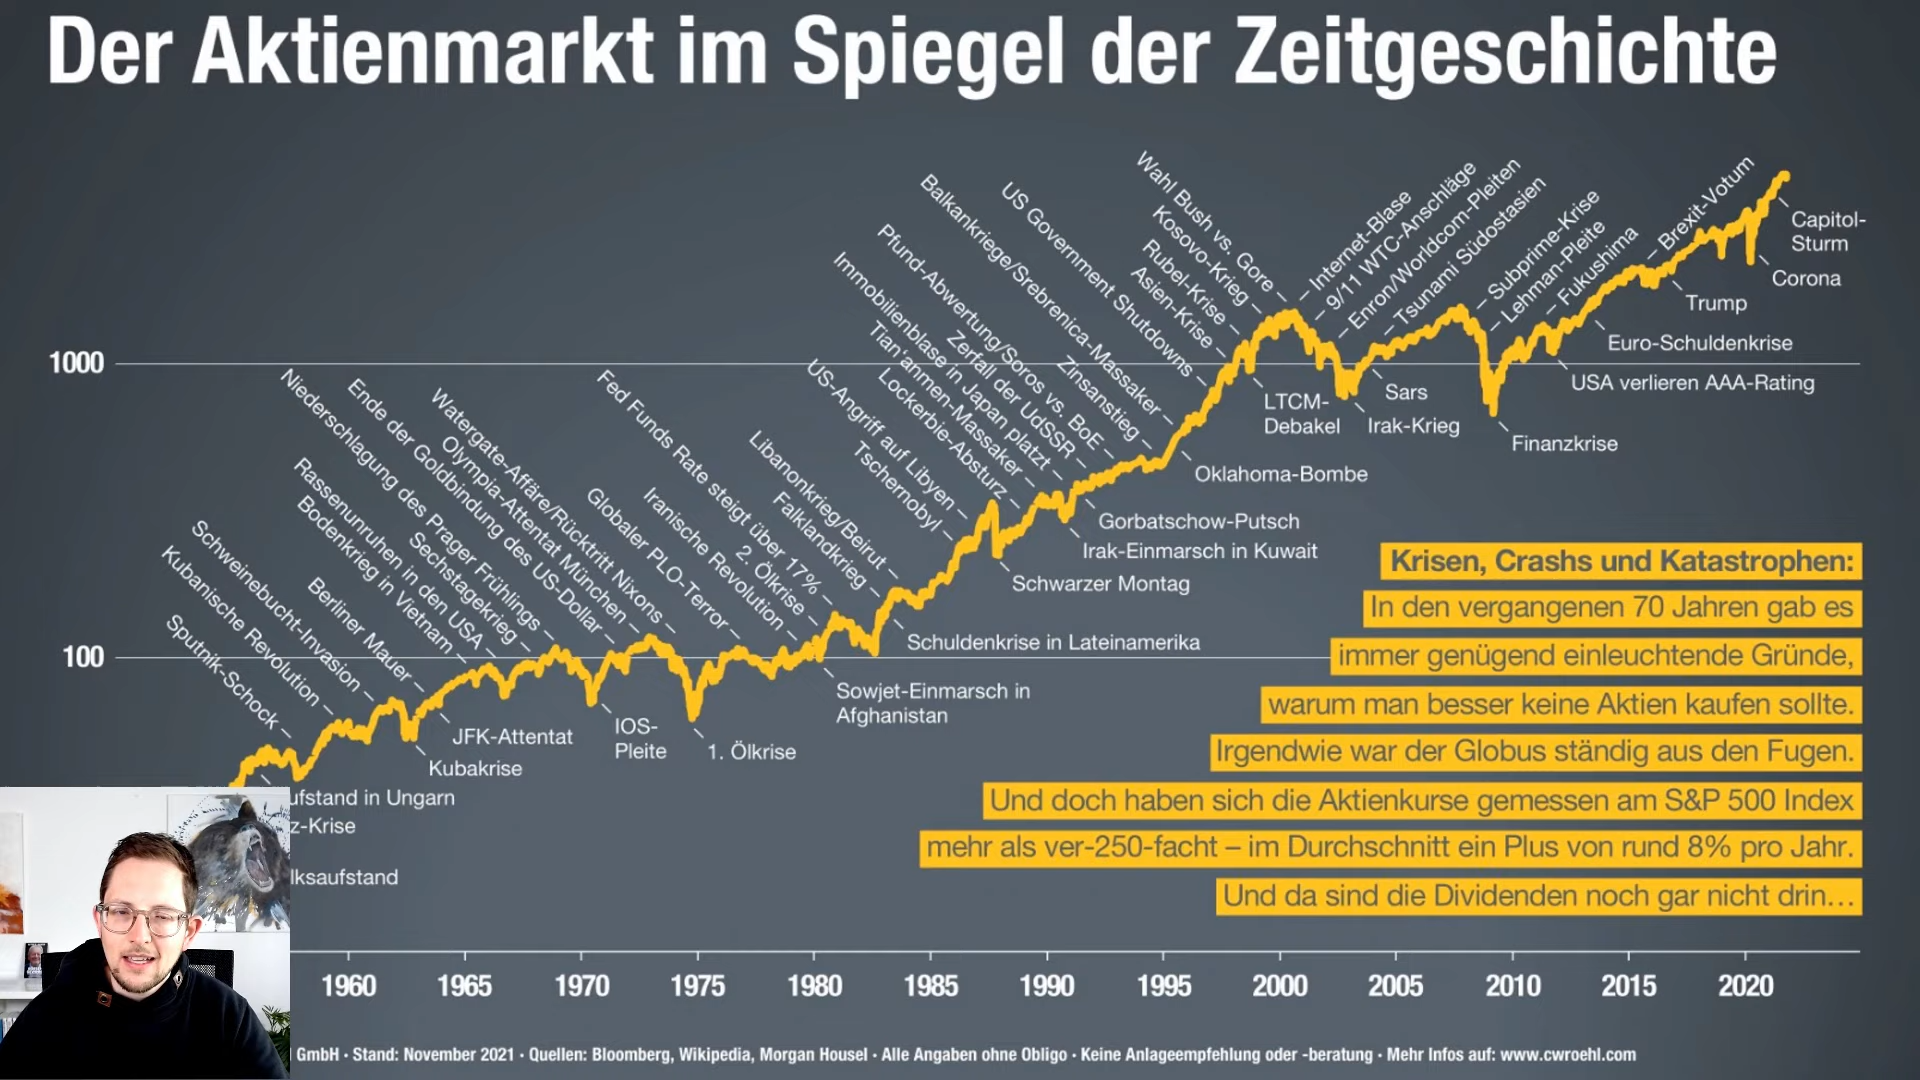 Der Aktienmarkt im Spiegel der Zeitgeschichte
Sputnik-Schock
Kubanische Revolution
Schweinebucht-Invasion
Berliner Mauer
Bodenkrieg in Vietnam
Rassenunruhen in den USA
Sechstagekrieg
Niederschlagung des Prager Frühlings
Ende der Goldbindung des US-Dollar
Olympia-Attentat München
Watergate-Affäre/Rücktritt Nixons
Globaler PLO-Terror
Iranische Revolution
2. Ölkrise
Fed Funds Rate steigt über 17%
Falklandkrieg
Libanonkrieg/Beirut
Tschernobyl
US-Angriff auf Libyen
Lockerbie-Absturz
Tian'anmen-Massaker
Immobilienblase in Japan platzt
Zerfall der UdSSR
Pfund-Abwertung/Soros vs. BoE
Zinsanstieg
Balkankriege/Srebrenica-Massaker
US Government Shutdowns
Asien-Krise
Rubel-Krise
Kosovo-Krieg
Wahl Bush vs. Gore
Internet-Blase
9/11 WTC-Anschläge
Enron/Worldcom-Pleiten
Tsunami Südostasien
Subprime-Krise
Lehman-Pleite
Fukushima
Brexit-Votum
Capitol-
Sturm
Corona
Trump
Euro-Schuldenkrise
USA verlieren AAA-Rating
Finanzkrise
Sars
Irak-Krieg
LTCM-
Debakel
Oklahoma-Bombe
Gorbatschow-Putsch
Irak-Einmarsch in Kuwait
Schwarzer Montag
Schuldenkrise in Lateinamerika
Sowjet-Einmarsch in
Afghanistan
1. Ölkrise
IOS-
Pleite
JFK-Attentat
Kubakrise
ufstand in Ungarn
z-Krise
lksaufstand
1000
100
Krisen, Crashs und Katastrophen:
In den vergangenen 70 Jahren gab es
immer genügend einleuchtende Gründe,
warum man besser keine Aktien kaufen sollte.
Irgendwie war der Globus ständig aus den Fugen.
Und doch haben sich die Aktienkurse gemessen am S&P 500 Index
mehr als ver-250-facht – im Durchschnitt ein Plus von rund 8% pro Jahr.
Und da sind die Dividenden noch gar nicht drin…
1960 1965 1970 1975 1980 1985 1990 1995 2000 2005 2010 2015 2020
GmbH · Stand: November 2021 · Quellen: Bloomberg, Wikipedia, Morgan Housel · Alle Angaben ohne Obligo · Keine Anlageempfehlung oder -beratung · Mehr Infos auf: www.cwroehl.com